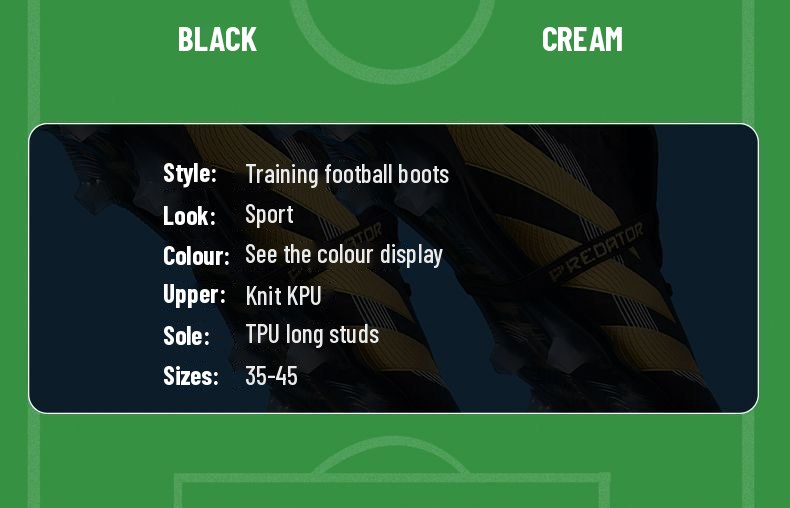 BLACK CREAM
Style: Training football boots
Look: Sport
Colour: See the colour display
Upper: Knit KPU
Sole: TPU long studs
Sizes: 35-45
PREDATOR
PREDATOR